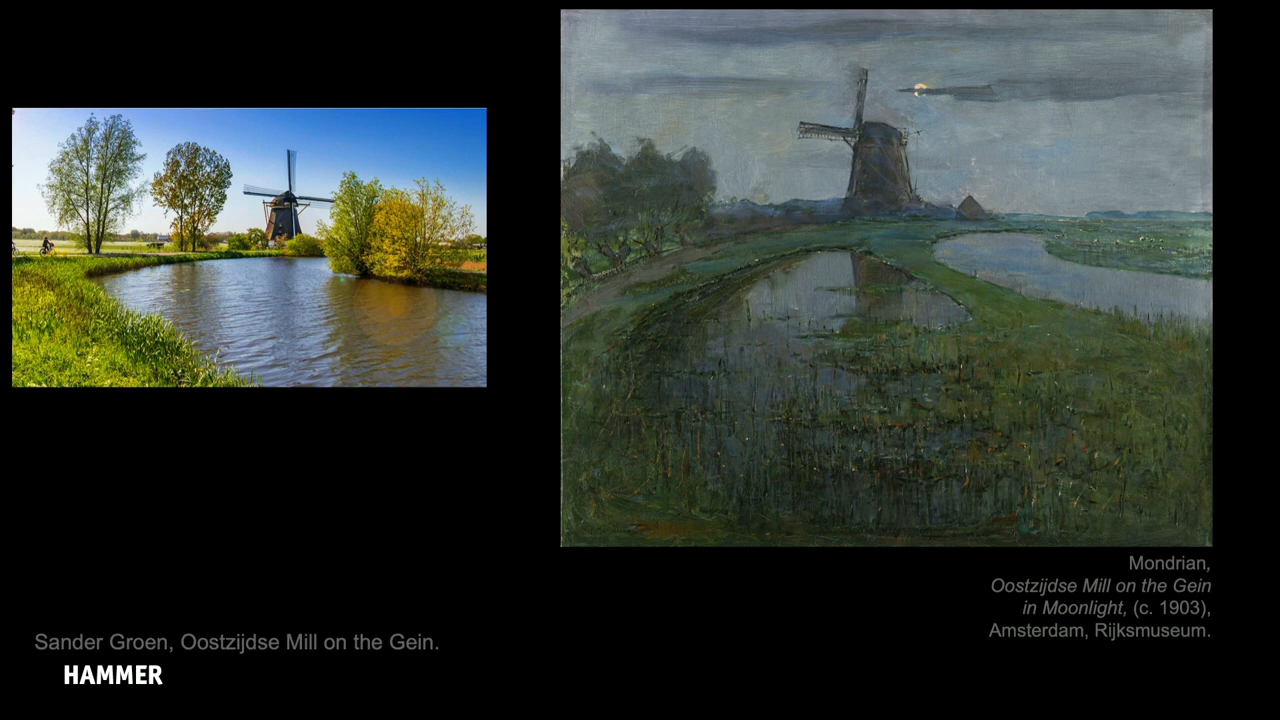 Mondrian,
Oostzijdse Mill on the Gein
in Moonlight, (c. 1903),
Amsterdam, Rijksmuseum.
Sander Groen, Oostzijdse Mill on the Gein.
HAMMER